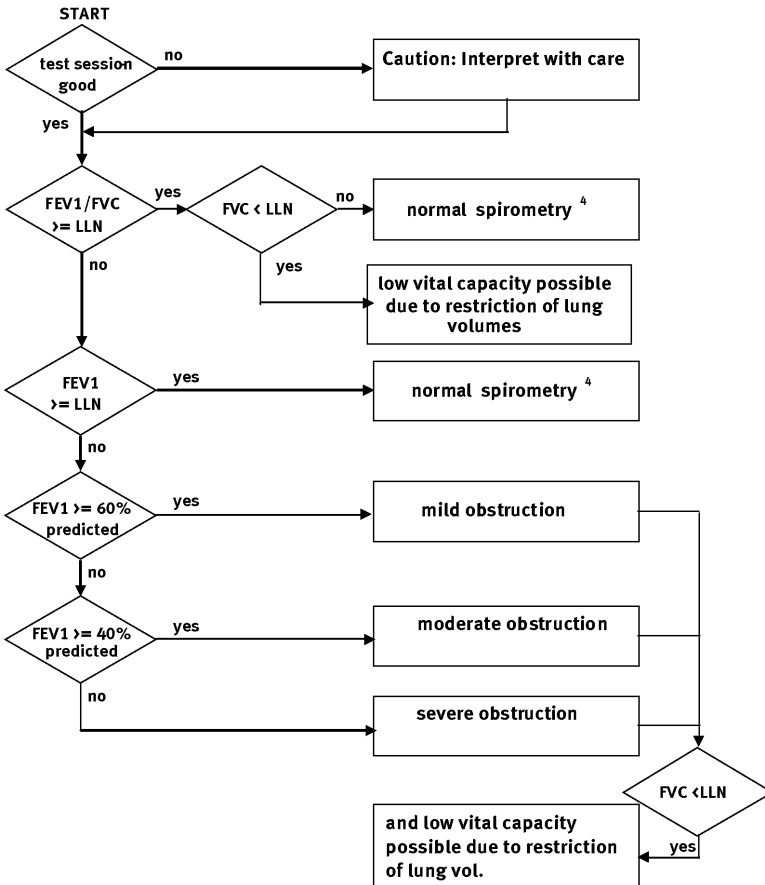 START
test session
good
no
Caution: Interpret with care
yes
FEV1/FVC
>= LLN
yes
FVC < LLN
no
normal spirometry 4
no
yes
low vital capacity possible
due to restriction of lung
volumes
FEV1
>= LLN
yes
normal spirometry 4
no
FEV1 >= 60%
predicted
yes
mild obstruction
no
FEV1 >= 40%
predicted
yes
moderate obstruction
no
severe obstruction
FVC <LLN
yes
and low vital capacity
possible due to restriction
of lung vol.